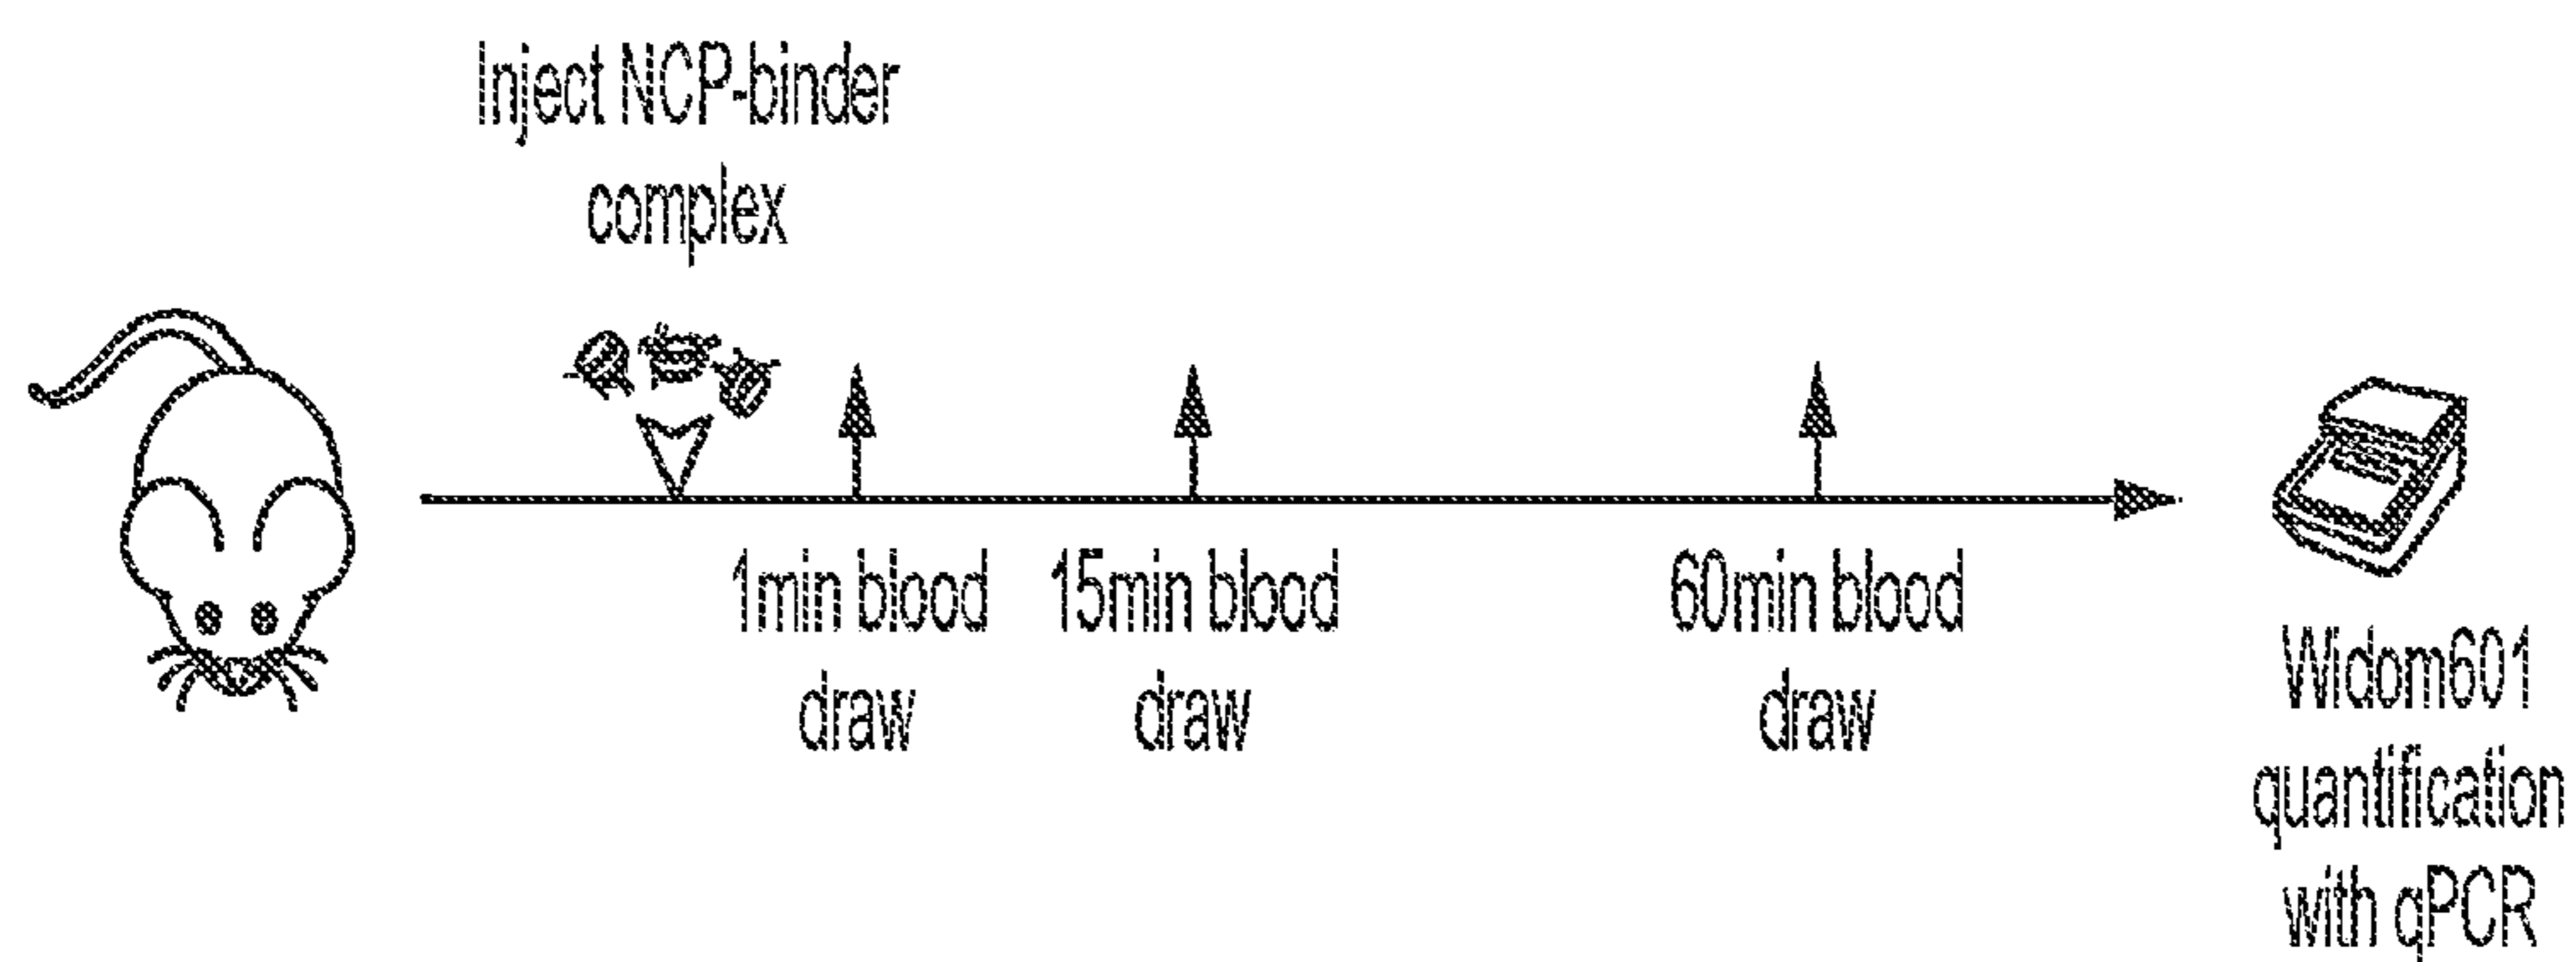 Inject NCP-binder
complex
1min blood
draw
15min blood
draw
60min blood
draw
Widom601
quantification
with qPCR